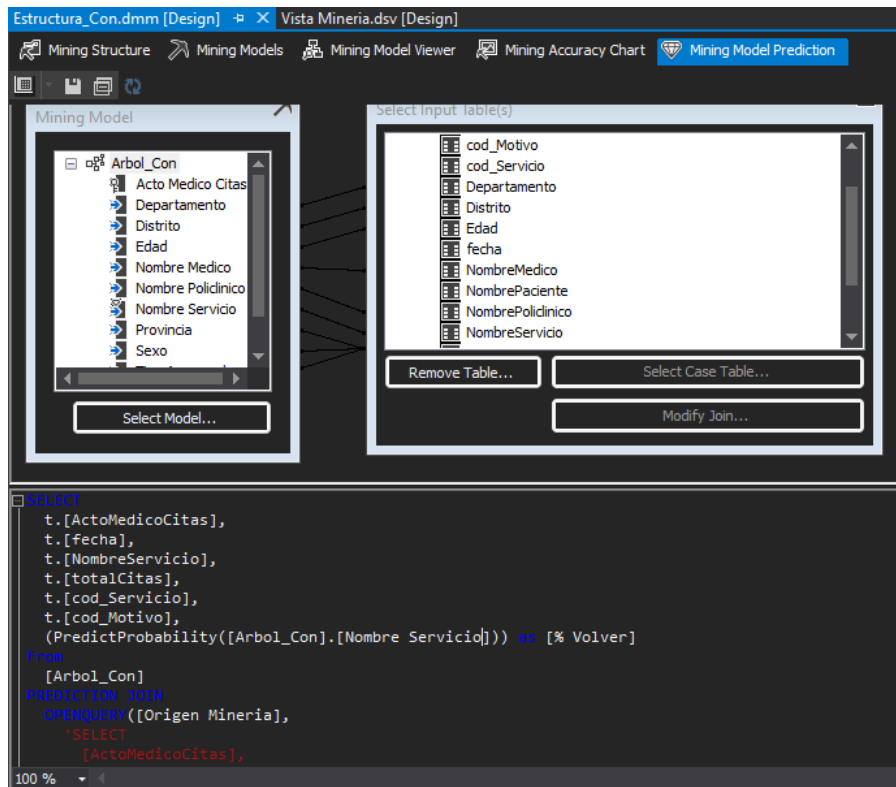 Estructura_Con.dmm [Design] Vista Mineria.dsv [Design]
Mining Structure Mining Models Mining Model Viewer Mining Accuracy Chart Mining Model Prediction
Mining Model
Arbol_Con
Acto Medico Citas
Departamento
Distrito
Edad
Nombre Medico
Nombre Policlinico
Nombre Servicio
Provincia
Sexo
Select Model...
Select Input Table(s)
cod_Motivo
cod_Servicio
Departamento
Distrito
Edad
fecha
NombreMedico
NombrePaciente
NombrePoliclinico
NombreServicio
Remove Table...
Select Case Table...
Modify Join...
SELECT
t.[ActoMedicoCitas],
t.[fecha],
t.[NombreServicio],
t.[totalCitas],
t.[cod_Servicio],
t.[cod_Motivo],
(PredictProbability([Arbol_Con].[Nombre Servicio])) as [% Volver]
From
[Arbol_Con]
PREDICTION JOIN
OPENQUERY([Origen Mineria],
'SELECT
[ActoMedicoCitas],
100 %